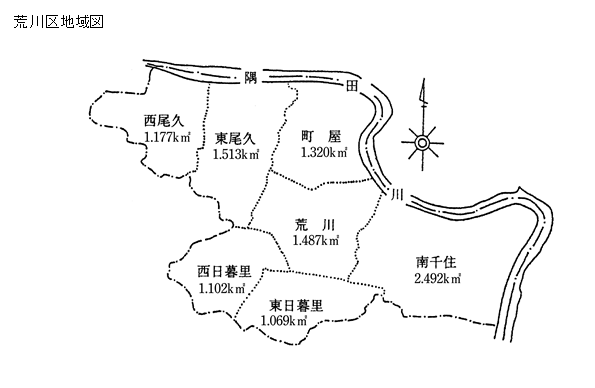 荒川区地域図
隅
田
川
西尾久
1.177k㎡
東尾久
1.513k㎡
町屋
1.320k㎡
荒川
1.487k㎡
南千住
2.492k㎡
西日暮里
1.102k㎡
東日暮里
1.069k㎡